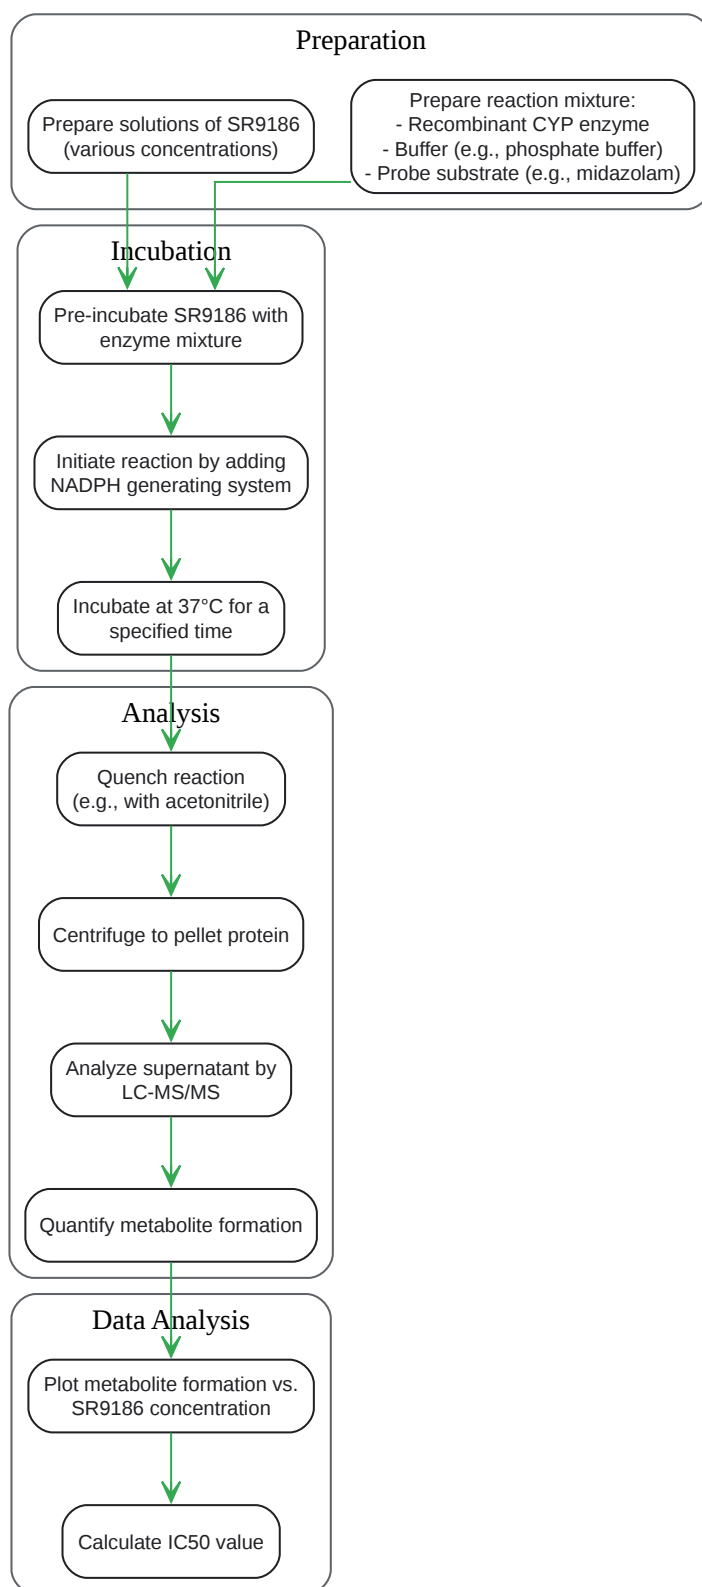 Preparation
Prepare solutions of SR9186
(various concentrations)
Prepare reaction mixture:
- Recombinant CYP enzyme
- Buffer (e.g., phosphate buffer)
- Probe substrate (e.g., midazolam)
Incubation
Pre-incubate SR9186 with
enzyme mixture
Initiate reaction by adding
NADPH generating system
Incubate at 37°C for a
specified time
Analysis
Quench reaction
(e.g., with acetonitrile)
Centrifuge to pellet protein
Analyze supernatant by
LC-MS/MS
Quantify metabolite formation
Data Analysis
Plot metabolite formation vs.
SR9186 concentration
Calculate IC50 value